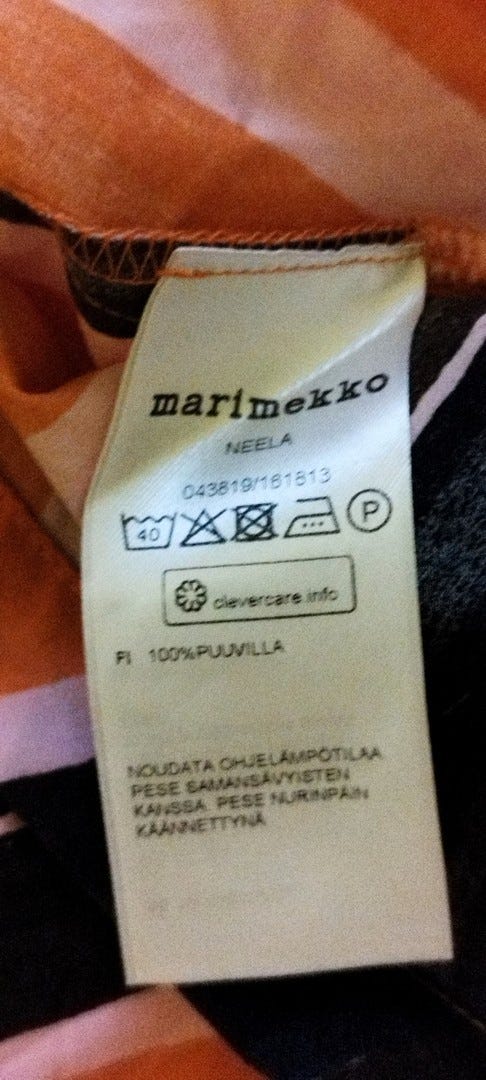 marimekko
NEELA
043819/161813
40 P
clevercare.info
FI 100%PUUVILLA
NOUDATA OHJELÄMPÖTILAA
PESE SAMANSÄVYISTEN
KANSSA PESE NURINPÄIN
KÄÄNNETTYNÄ